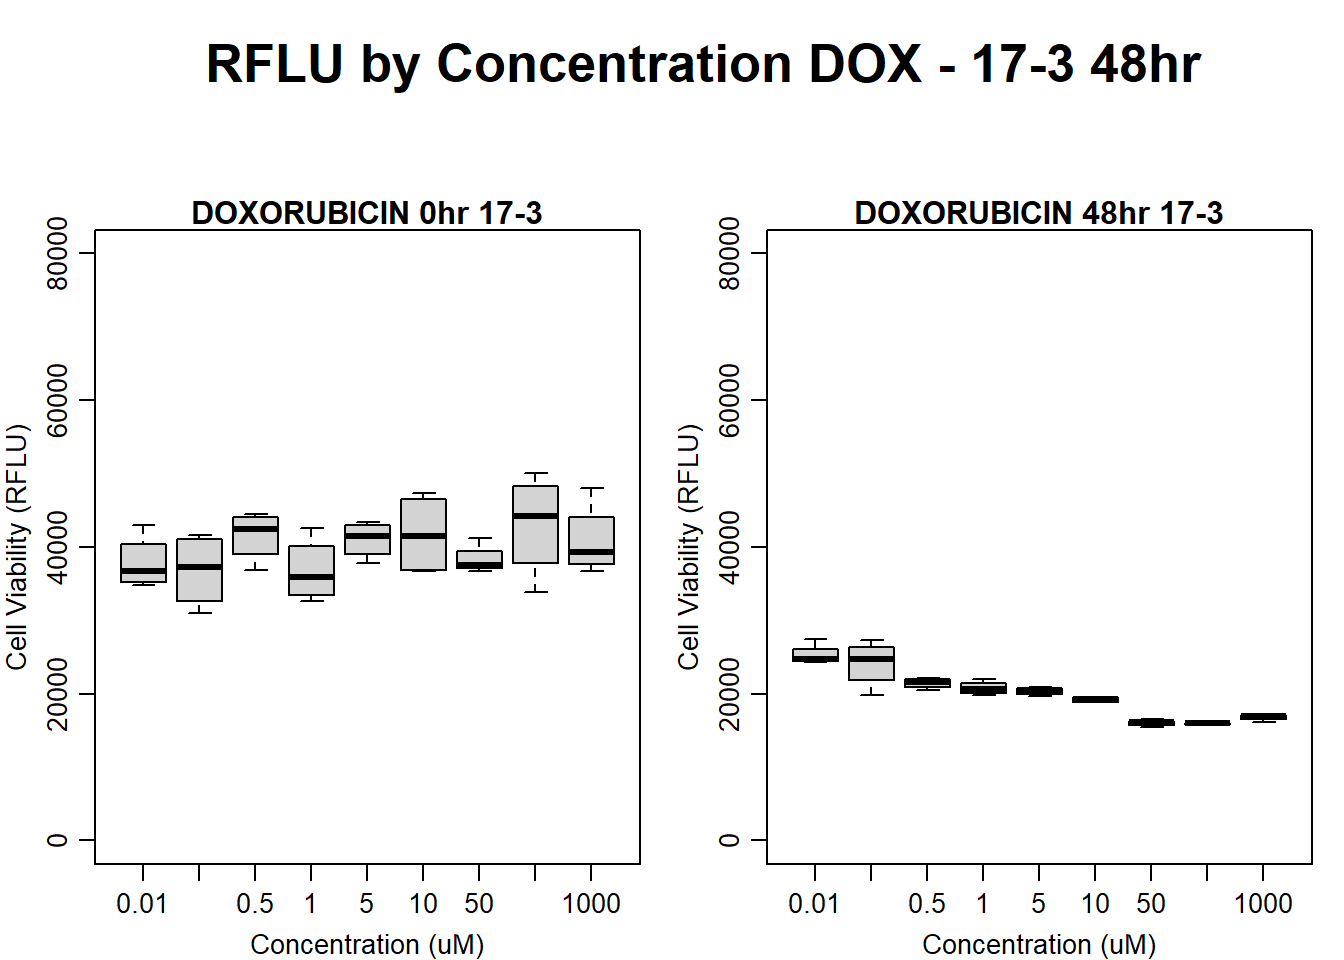 RFLU by Concentration DOX - 17-3 48hr
DOXORUBICIN 0hr 17-3
Cell Viability (RFLU)
80000
60000
40000
20000
0
0.01 0.5 1 5 10 50 1000
Concentration (uM)
DOXORUBICIN 48hr 17-3
Cell Viability (RFLU)
80000
60000
40000
20000
0
0.01 0.5 1 5 10 50 1000
Concentration (uM)